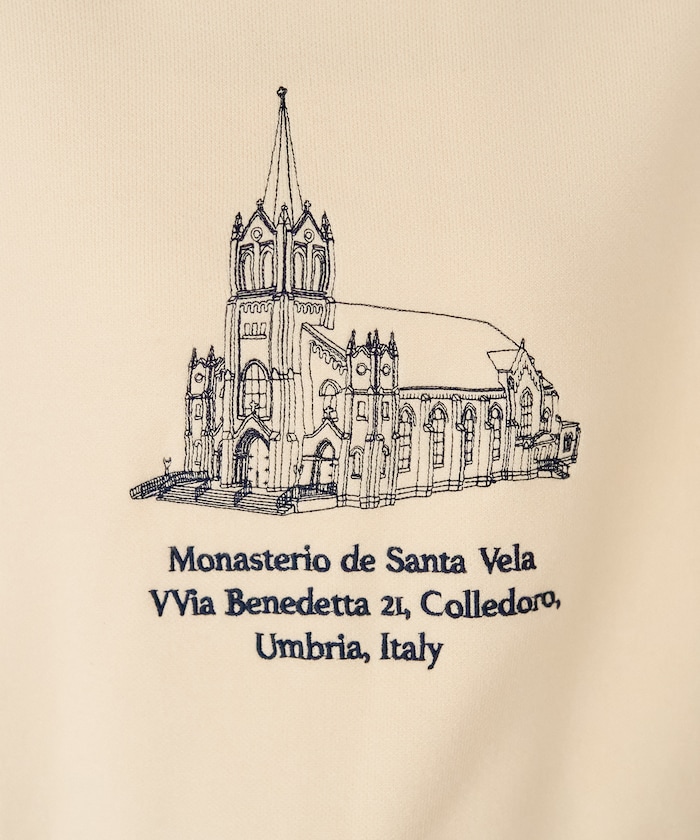 Monasterio de Santa Vela
VVia Benedetta 21, Colledoro,
Umbria, Italy